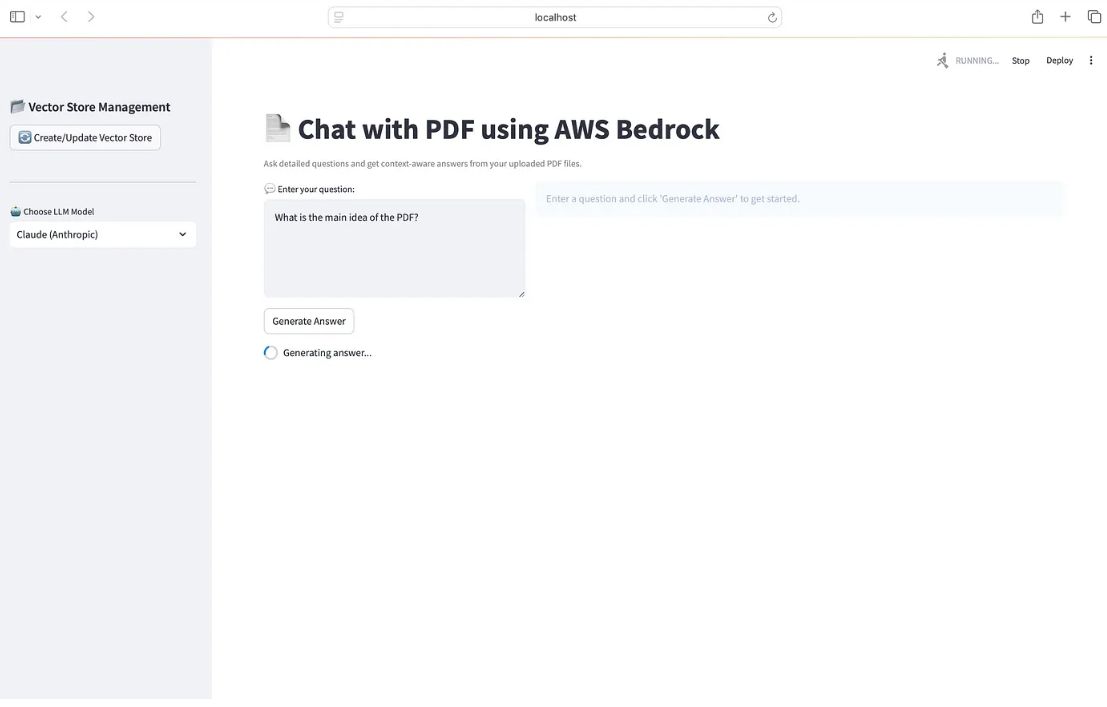 localhost
RUNNING...
Stop
Deploy
Vector Store Management
Create/Update Vector Store
Choose LLM Model
Claude (Anthropic)
Chat with PDF using AWS Bedrock
Ask detailed questions and get context-aware answers from your uploaded PDF files.
Enter your question:
What is the main idea of the PDF?
Generate Answer
Generating answer...
Enter a question and click 'Generate Answer' to get started.